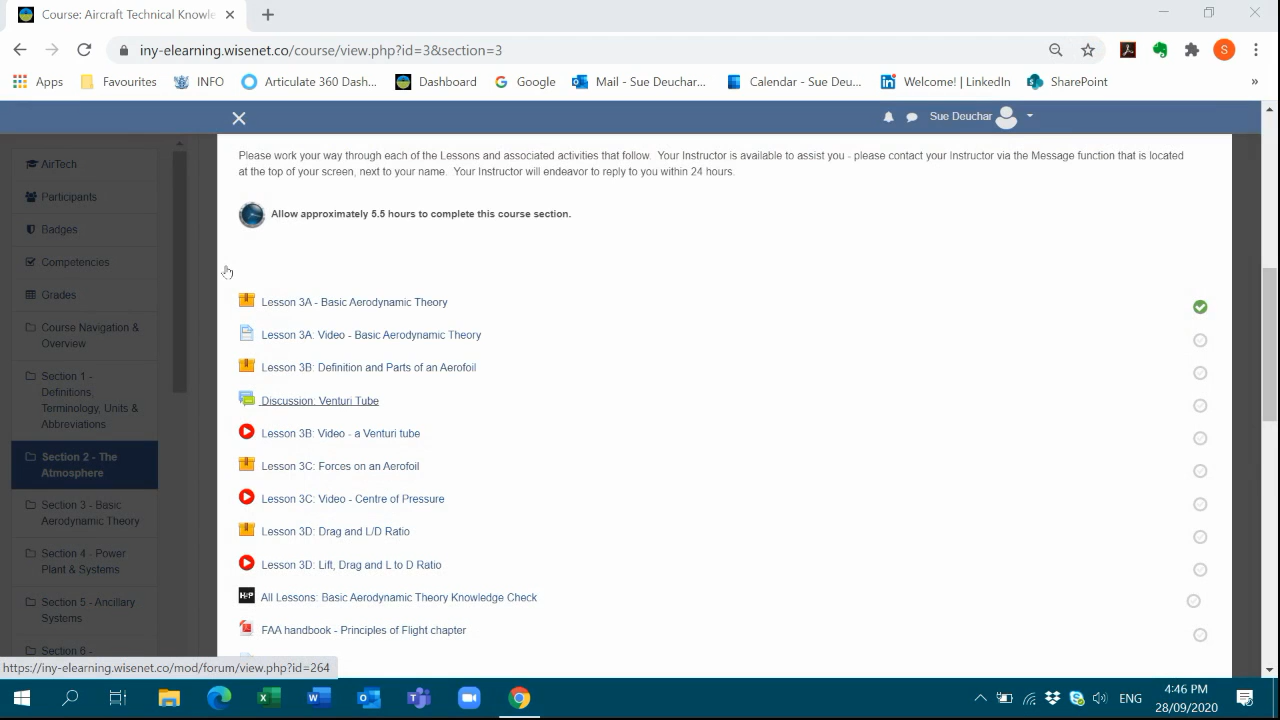 Course: Aircraft Technical Knowle
iny-elearning.wisenet.co/course/view.php?id=3&section=3
S
Apps
Favourites
INFO
Articulate 360 Dash...
Dashboard
Google
Mail - Sue Deuchar...
Calendar - Sue Deu...
Welcome! | LinkedIn
SharePoint
»
Sue Deuchar
AirTech
Participants
Badges
Competencies
Grades
Course Navigation &
Overview
Section 1 -
Definitions,
Terminology, Units &
Abbreviations
Section 2 - The
Atmosphere
Section 3 - Basic
Aerodynamic Theory
Section 4 - Power
Plant & Systems
Section 5 - Ancillary
Systems
Section 6 -
Please work your way through each of the Lessons and associated activities that follow. Your Instructor is available to assist you - please contact your Instructor via the Message function that is located
at the top of your screen, next to your name. Your Instructor will endeavor to reply to you within 24 hours.
Allow approximately 5.5 hours to complete this course section.
Lesson 3A - Basic Aerodynamic Theory
Lesson 3A: Video - Basic Aerodynamic Theory
Lesson 3B: Definition and Parts of an Aerofoil
Discussion: Venturi Tube
Lesson 3B: Video - a Venturi tube
Lesson 3C: Forces on an Aerofoil
Lesson 3C: Video - Centre of Pressure
Lesson 3D: Drag and L/D Ratio
Lesson 3D: Lift, Drag and L to D Ratio
H5P
All Lessons: Basic Aerodynamic Theory Knowledge Check
FAA handbook - Principles of Flight chapter
https://iny-elearning.wisenet.co/mod/forum/view.php?id=264
ENG
4:46 PM
28/09/2020